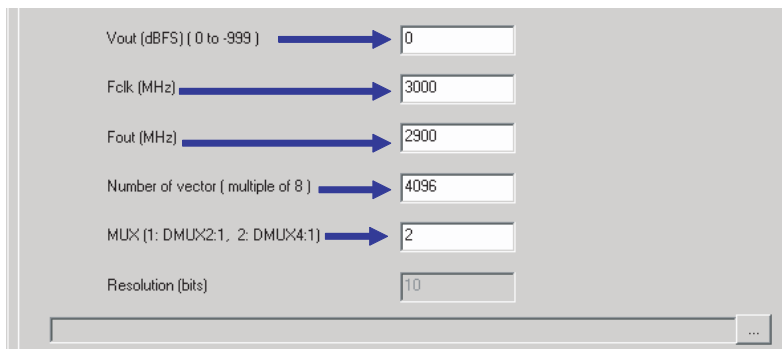 Vout (dBFS) ( 0 to -999 ) 0
Fclk (MHz) 3000
Fout (MHz) 2900
Number of vector ( multiple of 8 ) 4096
MUX (1: DMUX2:1, 2: DMUX4:1) 2
Resolution (bits) 10
...